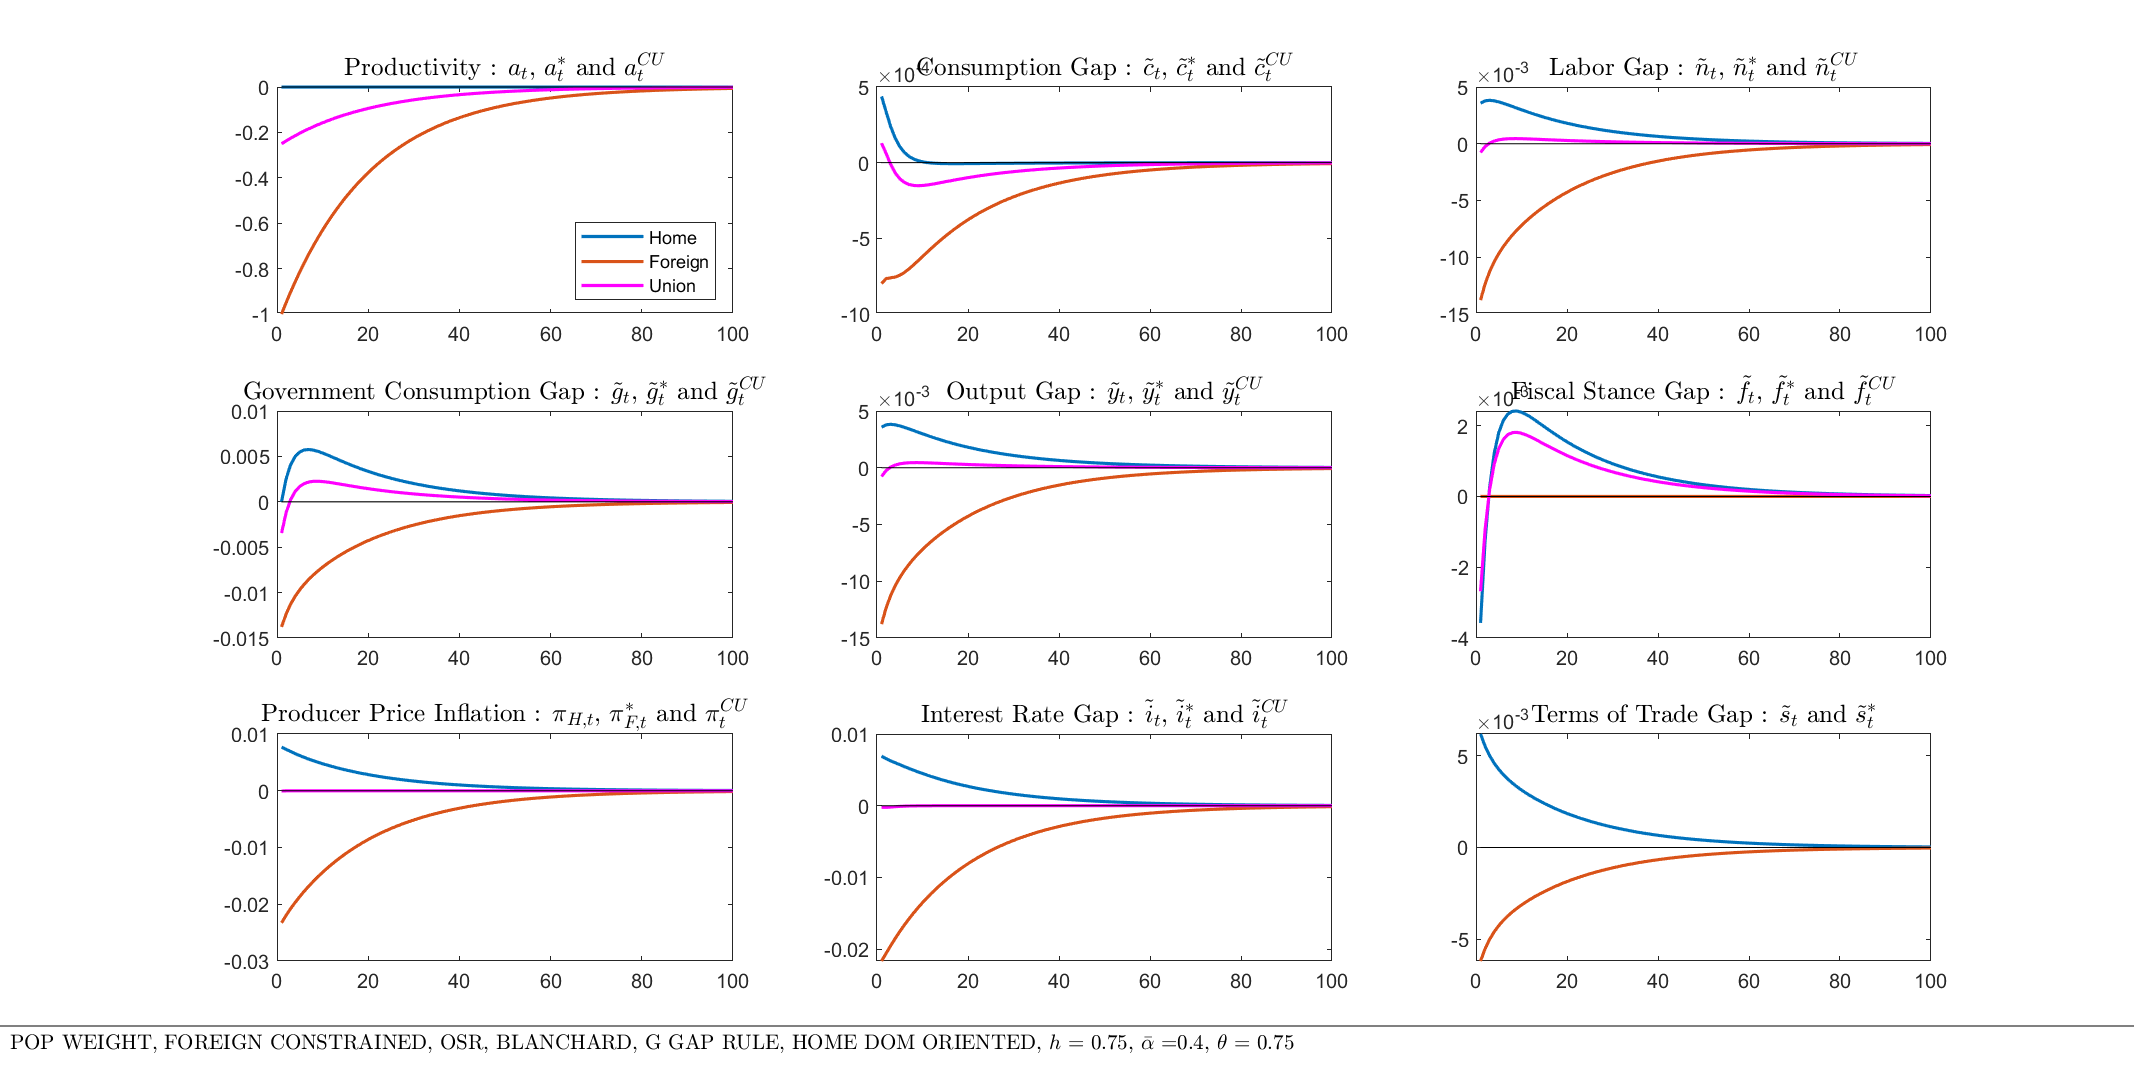 Productivity : a_t, a_t^* and a_t^{CU}
0
-0.2
-0.4
-0.6
-0.8
-1
0 20 40 60 80 100
Home
Foreign
Union
Consumption Gap : c̃_t, c̃_t^* and c̃_t^{CU}
×10^{-4}
5
0
-5
-10
0 20 40 60 80 100
Labor Gap : ñ_t, ñ_t^* and ñ_t^{CU}
×10^{-3}
5
0
-5
-10
-15
0 20 40 60 80 100
Government Consumption Gap : g̃_t, g̃_t^* and g̃_t^{CU}
0.01
0.005
0
-0.005
-0.01
-0.015
0 20 40 60 80 100
Output Gap : ỹ_t, ỹ_t^* and ỹ_t^{CU}
×10^{-3}
5
0
-5
-10
-15
0 20 40 60 80 100
Fiscal Stance Gap : f̃_t, f̃_t^* and f̃_t^{CU}
×10^{-3}
2
0
-2
-4
0 20 40 60 80 100
Producer Price Inflation : π_{H,t}, π_{F,t}^* and π_t^{CU}
0.01
0
-0.01
-0.02
-0.03
0 20 40 60 80 100
Interest Rate Gap : ĩ_t, ĩ_t^* and ĩ_t^{CU}
0.01
0
-0.01
-0.02
0 20 40 60 80 100
Terms of Trade Gap : s̃_t and s̃_t^*
×10^{-3}
5
0
-5
0 20 40 60 80 100
POP WEIGHT, FOREIGN CONSTRAINED, OSR, BLANCHARD, G GAP RULE, HOME DOM ORIENTED, h = 0.75, ᾱ =0.4, θ = 0.75